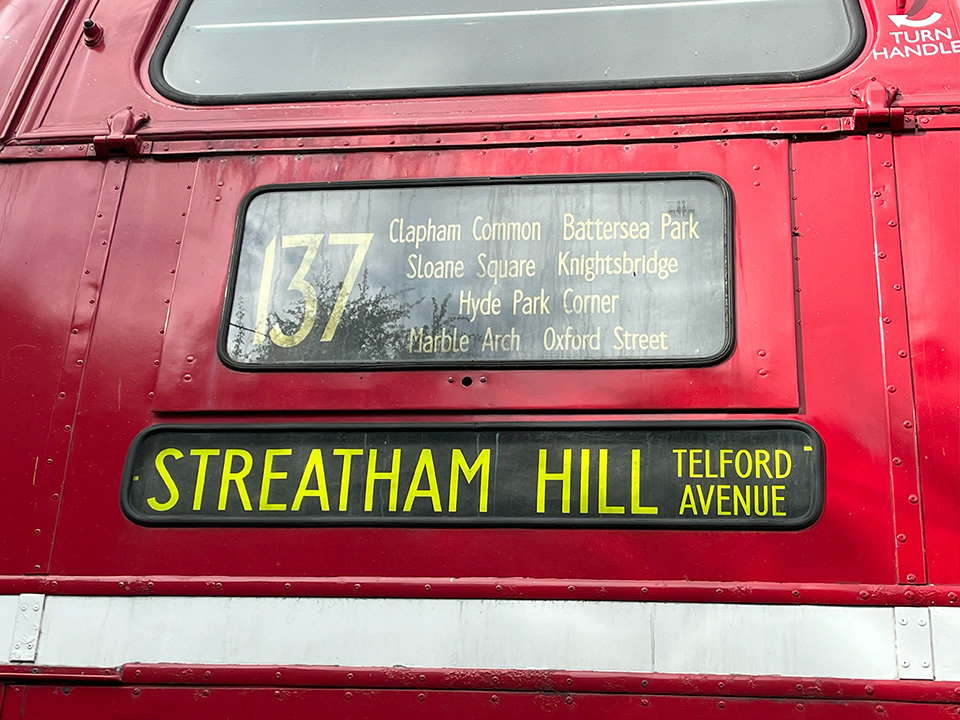 TURN
HANDLE
137
Clapham Common Battersea Park
Sloane Square Knightsbridge
Hyde Park Corner
Marble Arch Oxford Street
STREATHAM HILL
TELFORD
AVENUE